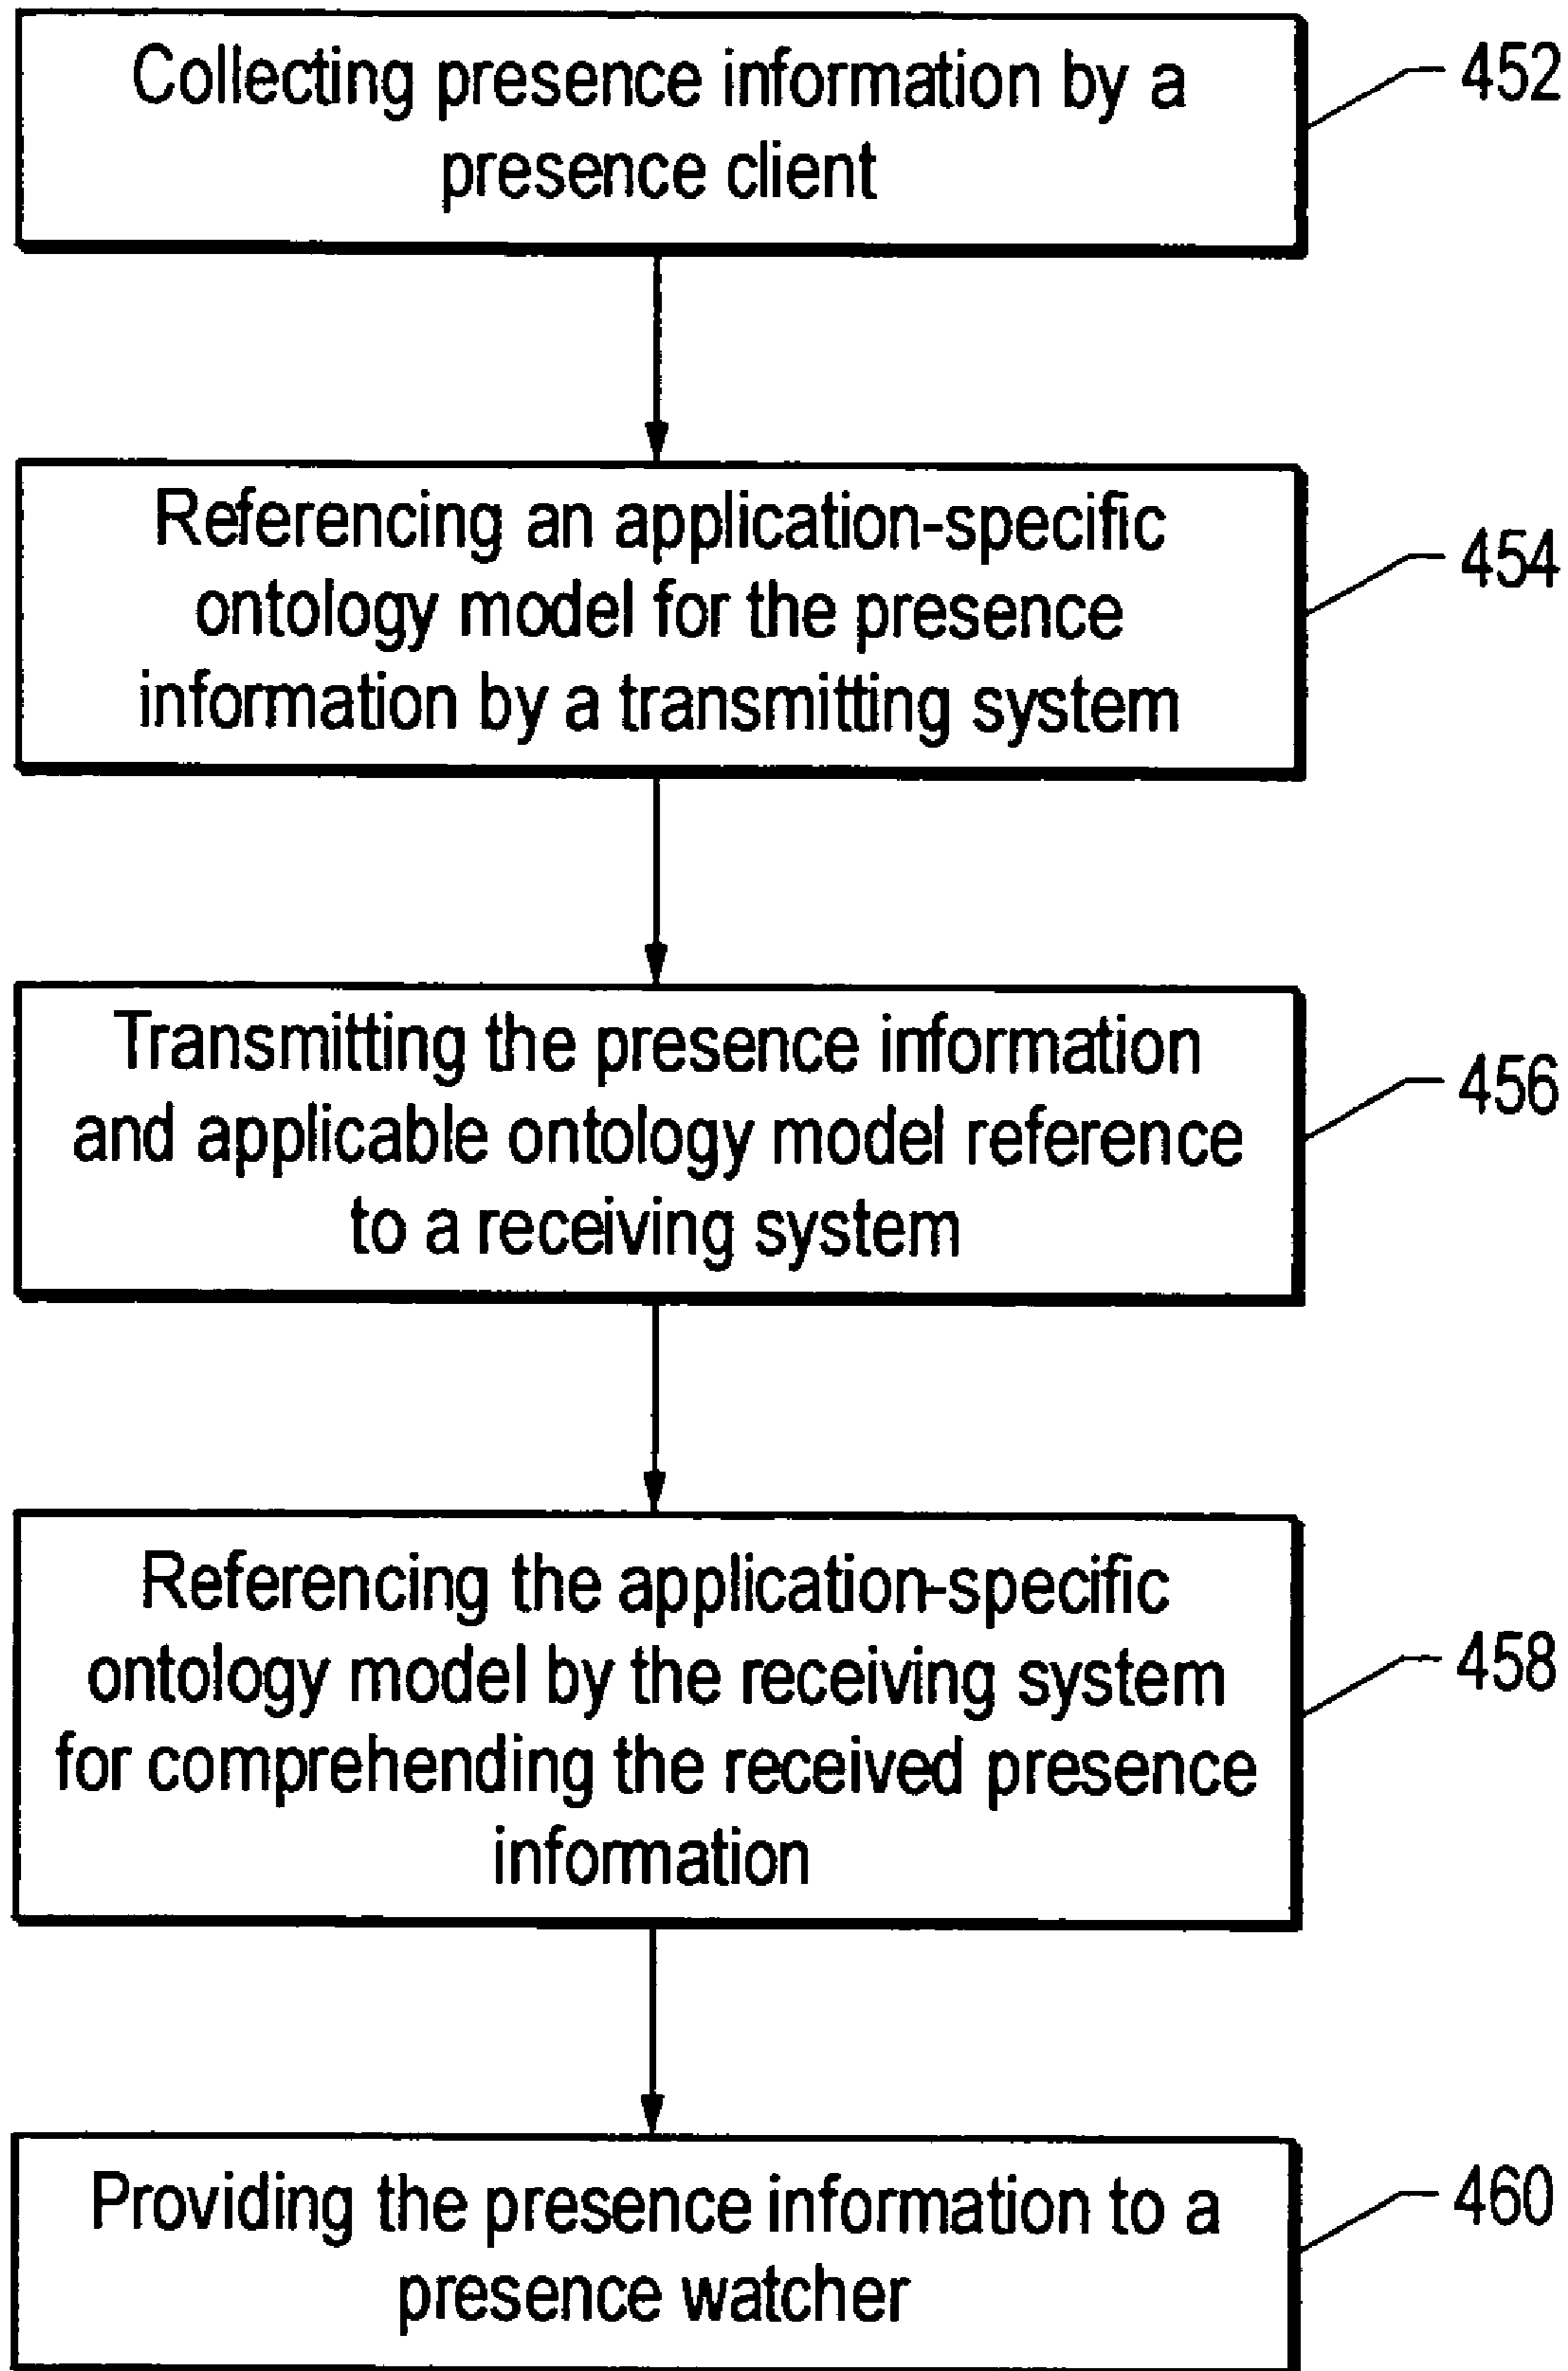 Collecting presence information by a
presence client
452
Referencing an application-specific
ontology model for the presence
information by a transmitting system
454
Transmitting the presence information
and applicable ontology model reference
to a receiving system
456
Referencing the application-specific
ontology model by the receiving system
for comprehending the received presence
information
458
Providing the presence information to a
presence watcher
460